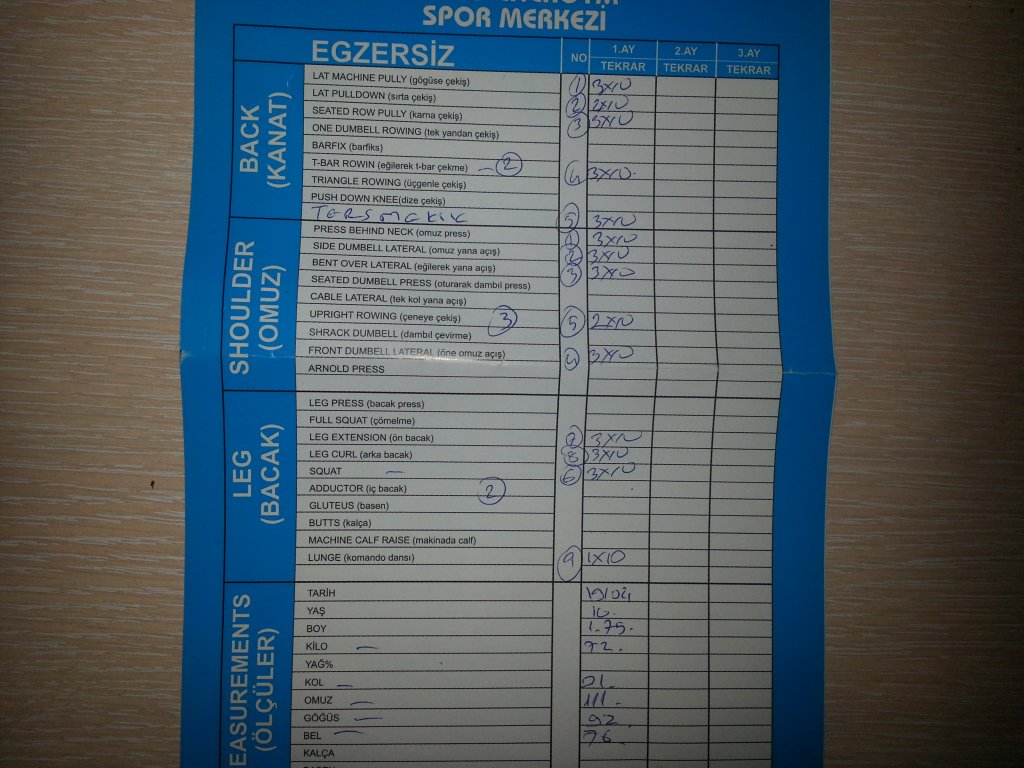 SPOR MERKEZİ
EGZERSİZ NO 1.AY TEKRAR 2.AY TEKRAR 3.AY TEKRAR
BACK (KANAT)
LAT MACHINE PULLY (göğüse çekiş) 1 3x10
LAT PULLDOWN (sırta çekiş) 2 2x10
SEATED ROW PULLY (karna çekiş) 3 3x10
ONE DUMBELL ROWING (tek yandan çekiş)
BARFIX (barfiks)
T-BAR ROWIN (eğilerek t-bar çekme) – 2 4 3x10.
TRIANGLE ROWING (üçgenle çekiş)
PUSH DOWN KNEE(dize çekiş)
TERS MEKİK 5 3x10
SHOULDER (OMUZ)
PRESS BEHIND NECK (omuz press) 1 3x10
SIDE DUMBELL LATERAL (omuz yana açış) 2 3x10
BENT OVER LATERAL (eğilerek yana açış) 3 3x10
SEATED DUMBELL PRESS (oturarak dambıl press)
CABLE LATERAL (tek kol yana açış)
UPRIGHT ROWING (çeneye çekiş) 3 5 2x10
SHRACK DUMBELL (dambıl çevirme)
FRONT DUMBELL LATERAL (öne omuz açış) 4 3x10
ARNOLD PRESS
LEG (BACAK)
LEG PRESS (bacak press)
FULL SQUAT (çömelme)
LEG EXTENSION (ön bacak) 7 3x10
LEG CURL (arka bacak) 8 3x10
SQUAT – 6 3x10
ADDUCTOR (iç bacak) 2
GLUTEUS (basen)
BUTTS (kalça)
MACHINE CALF RAISE (makinada calf)
LUNGE (komando dansı) 9 1x10
EASUREMENTS (ÖLÇÜLER)
TARİH
YAŞ 16.
BOY 1.79.
KİLO – 72.
YAĞ%
KOL –
OMUZ – 111.
GÖĞÜS – 92.
BEL – 76.
KALÇA